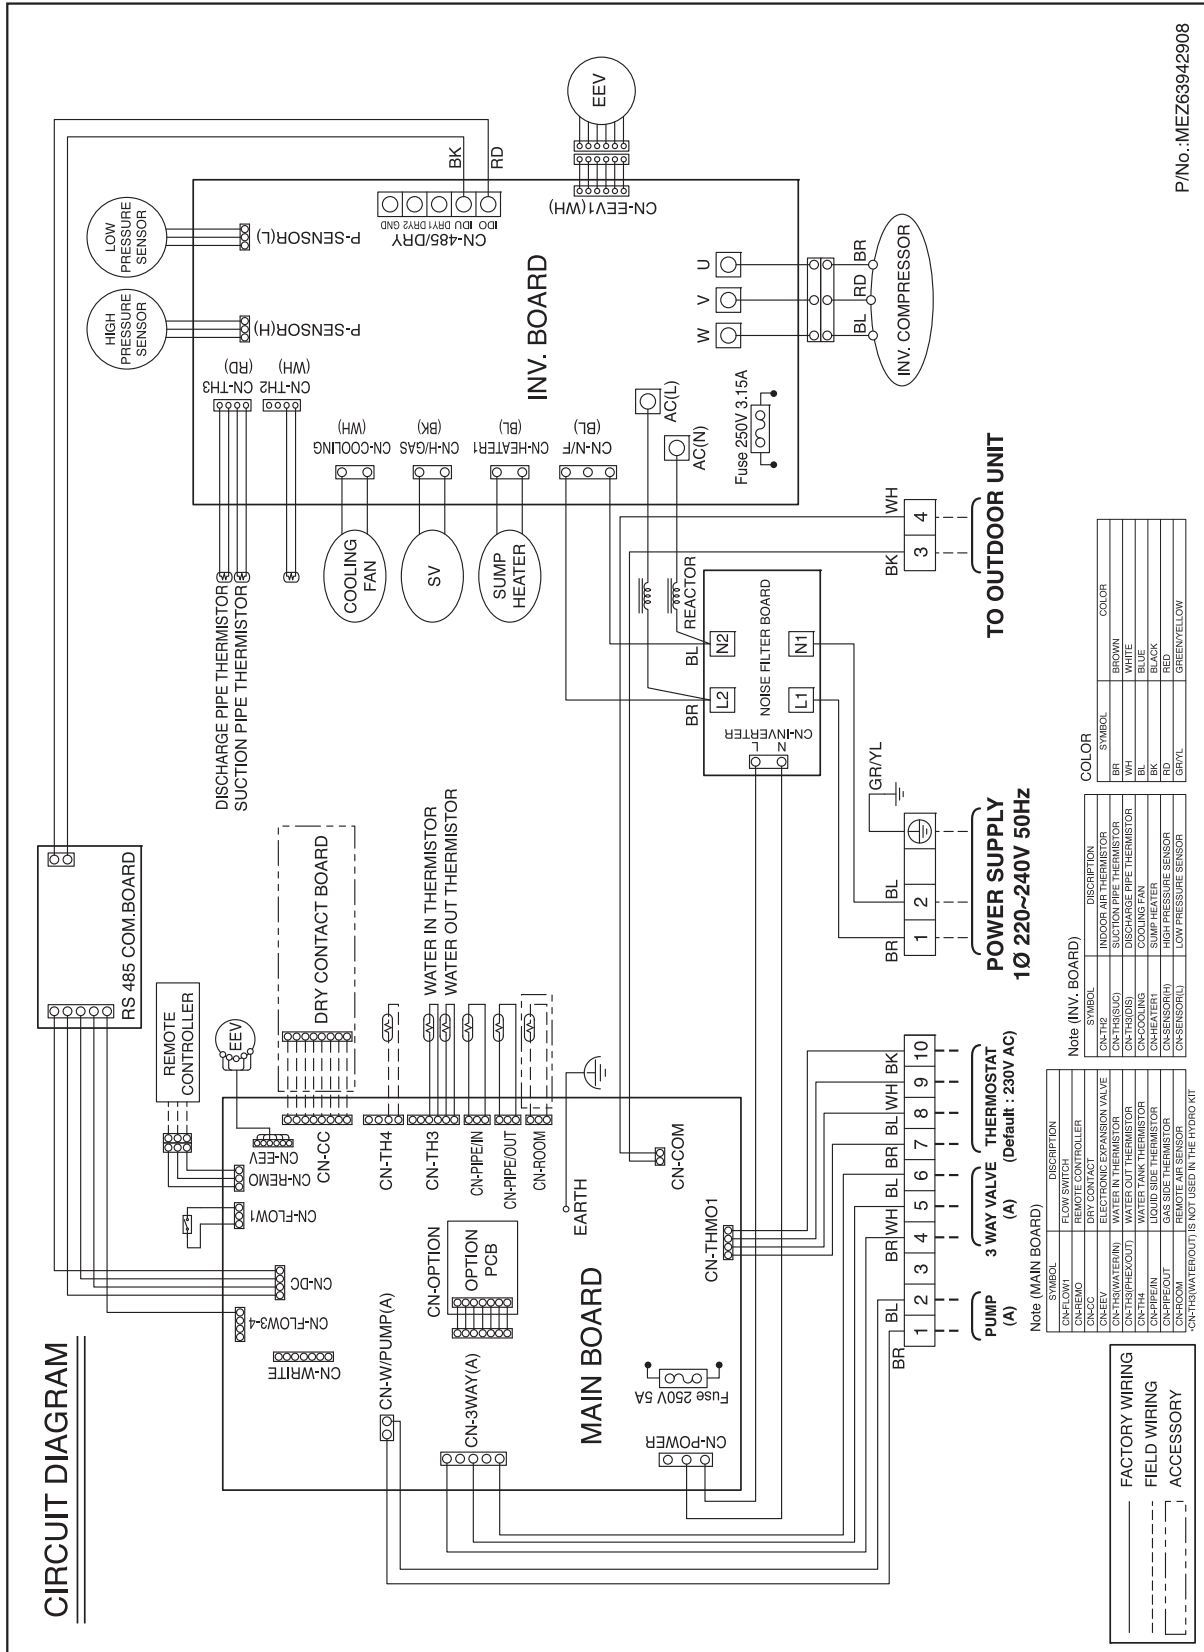 CIRCUIT DIAGRAM
RS 485 COM.BOARD
REMOTE
CONTROLLER
EEV
DRY CONTACT BOARD
WATER IN THERMISTOR
WATER OUT THERMISTOR
CN-FLOW3-4
CN-DC
CN-FLOW1
CN-REMO
CN-EEV
CN-CC
CN-TH4
CN-TH3
CN-PIPE/IN
CN-PIPE/OUT
CN-ROOM
CN-WRITE
CN-W/PUMP(A)
CN-OPTION
OPTION
PCB
CN-3WAY(A)
MAIN BOARD
EARTH
CN-COM
CN-THMO1
Fuse 250V 5A
CN-POWER
LOW
PRESSURE
SENSOR
HIGH
PRESSURE
SENSOR
P-SENSOR(L)
P-SENSOR(H)
DISCHARGE PIPE THERMISTOR
SUCTION PIPE THERMISTOR
CN-TH3
(RD)
CN-TH2
(WH)
COOLING
FAN
SV
SUMP
HEATER
CN-COOLING
(WH)
CN-H/GAS
(BK)
CN-HEATER1
(BL)
CN-N/F
(BL)
INV. BOARD
CN-485/DRY
GND
DRY2
DRY1
IDU
IDO
BK
RD
CN-EEV1(WH)
EEV
AC(L)
AC(N)
Fuse 250V 3.15A
W
V
U
BL
RD
BR
INV. COMPRESSOR
REACTOR
BR
BL
L2
N2
NOISE FILTER BOARD
CN-INVERTER
L
N
L1
N1
BR
BL
GR/YL
1
2
POWER SUPPLY
1Ø 220~240V 50Hz
BK
WH
3
4
TO OUTDOOR UNIT
BR
BL
BR
WH
BL
BR
BL
WH
BK
1
2
3
4
5
6
7
8
9
10
PUMP
(A)
3 WAY VALVE
(A)
THERMOSTAT
(Default : 230V AC)
Note (MAIN BOARD)
SYMBOL DISCRIPTION
CN-FLOW1 FLOW SWITCH
CN-REMO REMOTE CONTROLLER
CN-CC DRY CONTACT
CN-EEV ELECTRONIC EXPANSION VALVE
CN-TH3(WATER/IN) WATER IN THERMISTOR
CN-TH3(PHEX/OUT) WATER OUT THERMISTOR
CN-TH4 WATER TANK THERMISTOR
CN-PIPE/IN LIQUID SIDE THERMISTOR
CN-PIPE/OUT GAS SIDE THERMISTOR
CN-ROOM REMOTE AIR SENSOR
*CN-TH3(WATER/OUT) IS NOT USED IN THE HYDRO KIT
Note (INV. BOARD)
SYMBOL DISCRIPTION
CN-TH2 INDOOR AIR THERMISTOR
CN-TH3(SUC) SUCTION PIPE THERMISTOR
CN-TH3(DIS) DISCHARGE PIPE THERMISTOR
CN-COOLING COOLING FAN
CN-HEATER1 SUMP HEATER
CN-SENSOR(H) HIGH PRESSURE SENSOR
CN-SENSOR(L) LOW PRESSURE SENSOR
COLOR
SYMBOL COLOR
BR BROWN
WH WHITE
BL BLUE
BK BLACK
RD RED
GR/YL GREEN/YELLOW
FACTORY WIRING
FIELD WIRING
ACCESSORY
P/No.:MEZ63942908